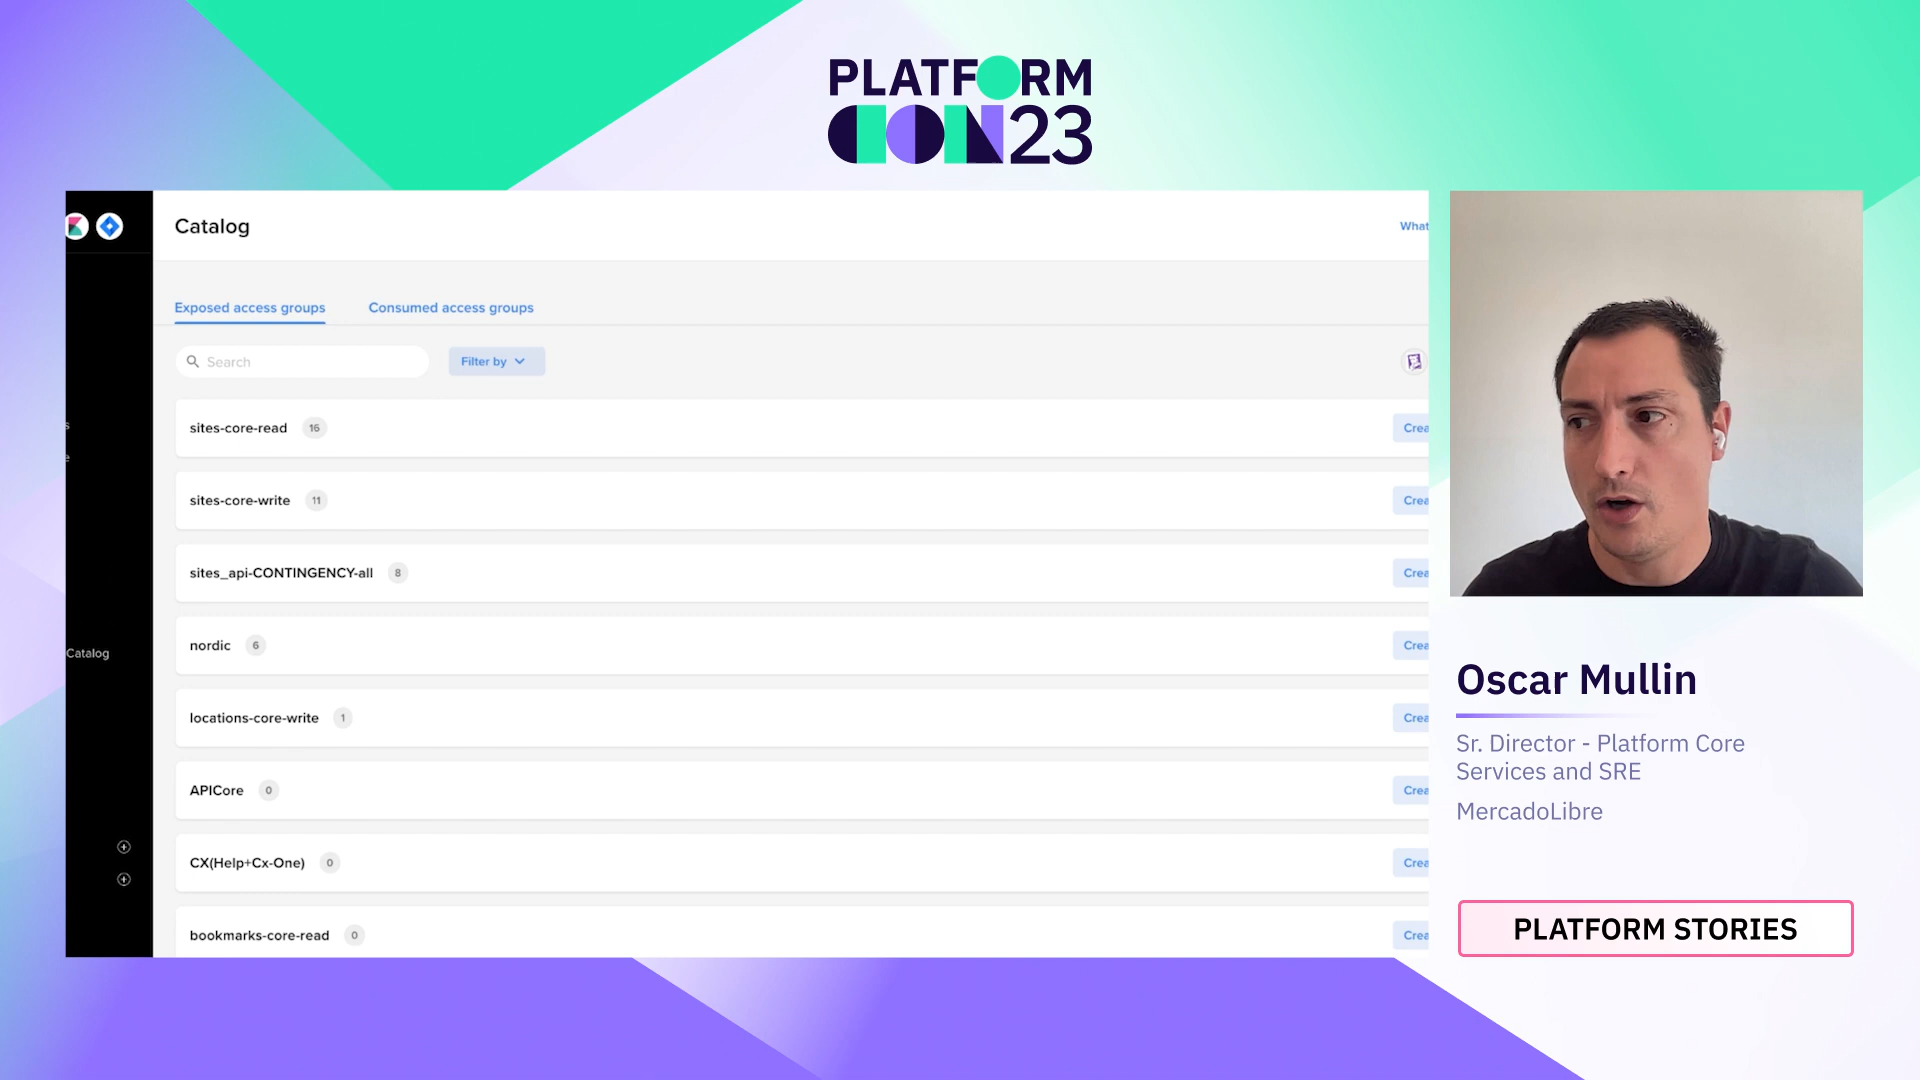 PLATFORM
CON23
Catalog
What
Exposed access groups
Consumed access groups
Search
Filter by
sites-core-read 16
Crea
sites-core-write 11
Crea
sites_api-CONTINGENCY-all 8
Crea
nordic 6
Crea
locations-core-write 1
Crea
APICore 0
Crea
CX(Help+Cx-One) 0
Crea
bookmarks-core-read 0
Crea
s
e
Catalog
Oscar Mullin
Sr. Director - Platform Core
Services and SRE
MercadoLibre
PLATFORM STORIES